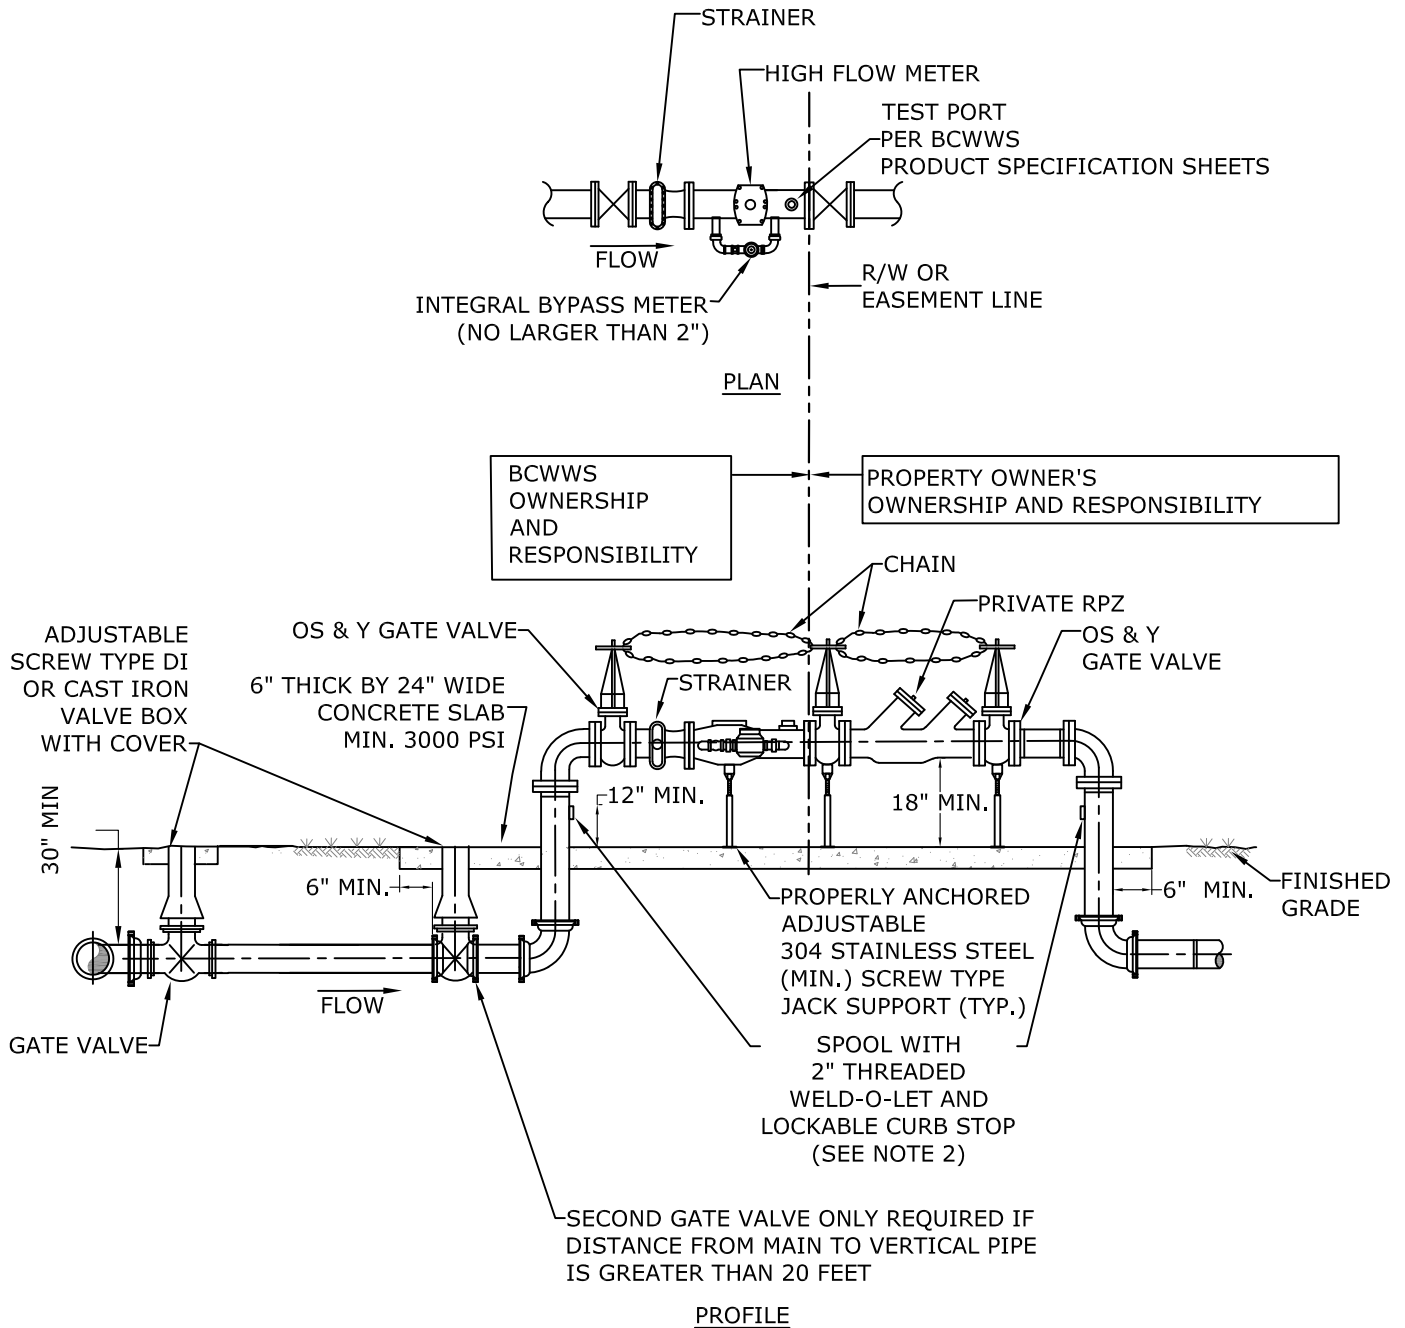 STRAINER
HIGH FLOW METER
TEST PORT
PER BCWWS
PRODUCT SPECIFICATION SHEETS
FLOW
INTEGRAL BYPASS METER
(NO LARGER THAN 2")
R/W OR
EASEMENT LINE
PLAN
BCWWS
OWNERSHIP
AND
RESPONSIBILITY
PROPERTY OWNER'S
OWNERSHIP AND RESPONSIBILITY
CHAIN
PRIVATE RPZ
OS & Y GATE VALVE
OS & Y
GATE VALVE
ADJUSTABLE
SCREW TYPE DI
OR CAST IRON
VALVE BOX
WITH COVER
6" THICK BY 24" WIDE
CONCRETE SLAB
MIN. 3000 PSI
STRAINER
12" MIN.
18" MIN.
30" MIN
6" MIN.
6" MIN.
FINISHED
GRADE
PROPERLY ANCHORED
ADJUSTABLE
304 STAINLESS STEEL
(MIN.) SCREW TYPE
JACK SUPPORT (TYP.)
FLOW
GATE VALVE
SPOOL WITH
2" THREADED
WELD-O-LET AND
LOCKABLE CURB STOP
(SEE NOTE 2)
SECOND GATE VALVE ONLY REQUIRED IF
DISTANCE FROM MAIN TO VERTICAL PIPE
IS GREATER THAN 20 FEET
PROFILE